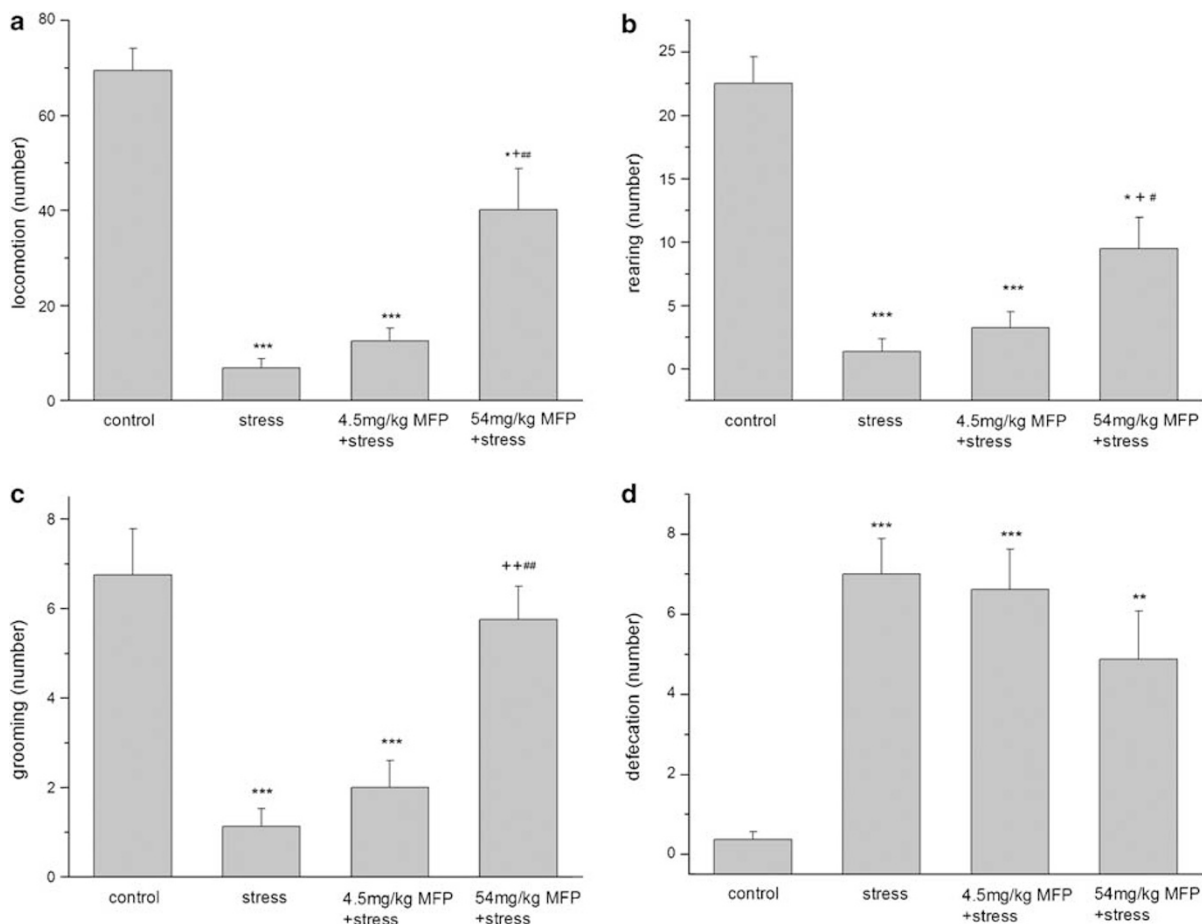 a
80
60
40
20
0
locomotion (number)
***
***
*+##
control
stress
4.5mg/kg MFP
+stress
54mg/kg MFP
+stress
b
25
20
15
10
5
0
rearing (number)
***
***
* + #
control
stress
4.5mg/kg MFP
+stress
54mg/kg MFP
+stress
c
8
6
4
2
0
grooming (number)
***
***
++##
control
stress
4.5mg/kg MFP
+stress
54mg/kg MFP
+stress
d
8
6
4
2
0
defecation (number)
***
***
**
control
stress
4.5mg/kg MFP
+stress
54mg/kg MFP
+stress